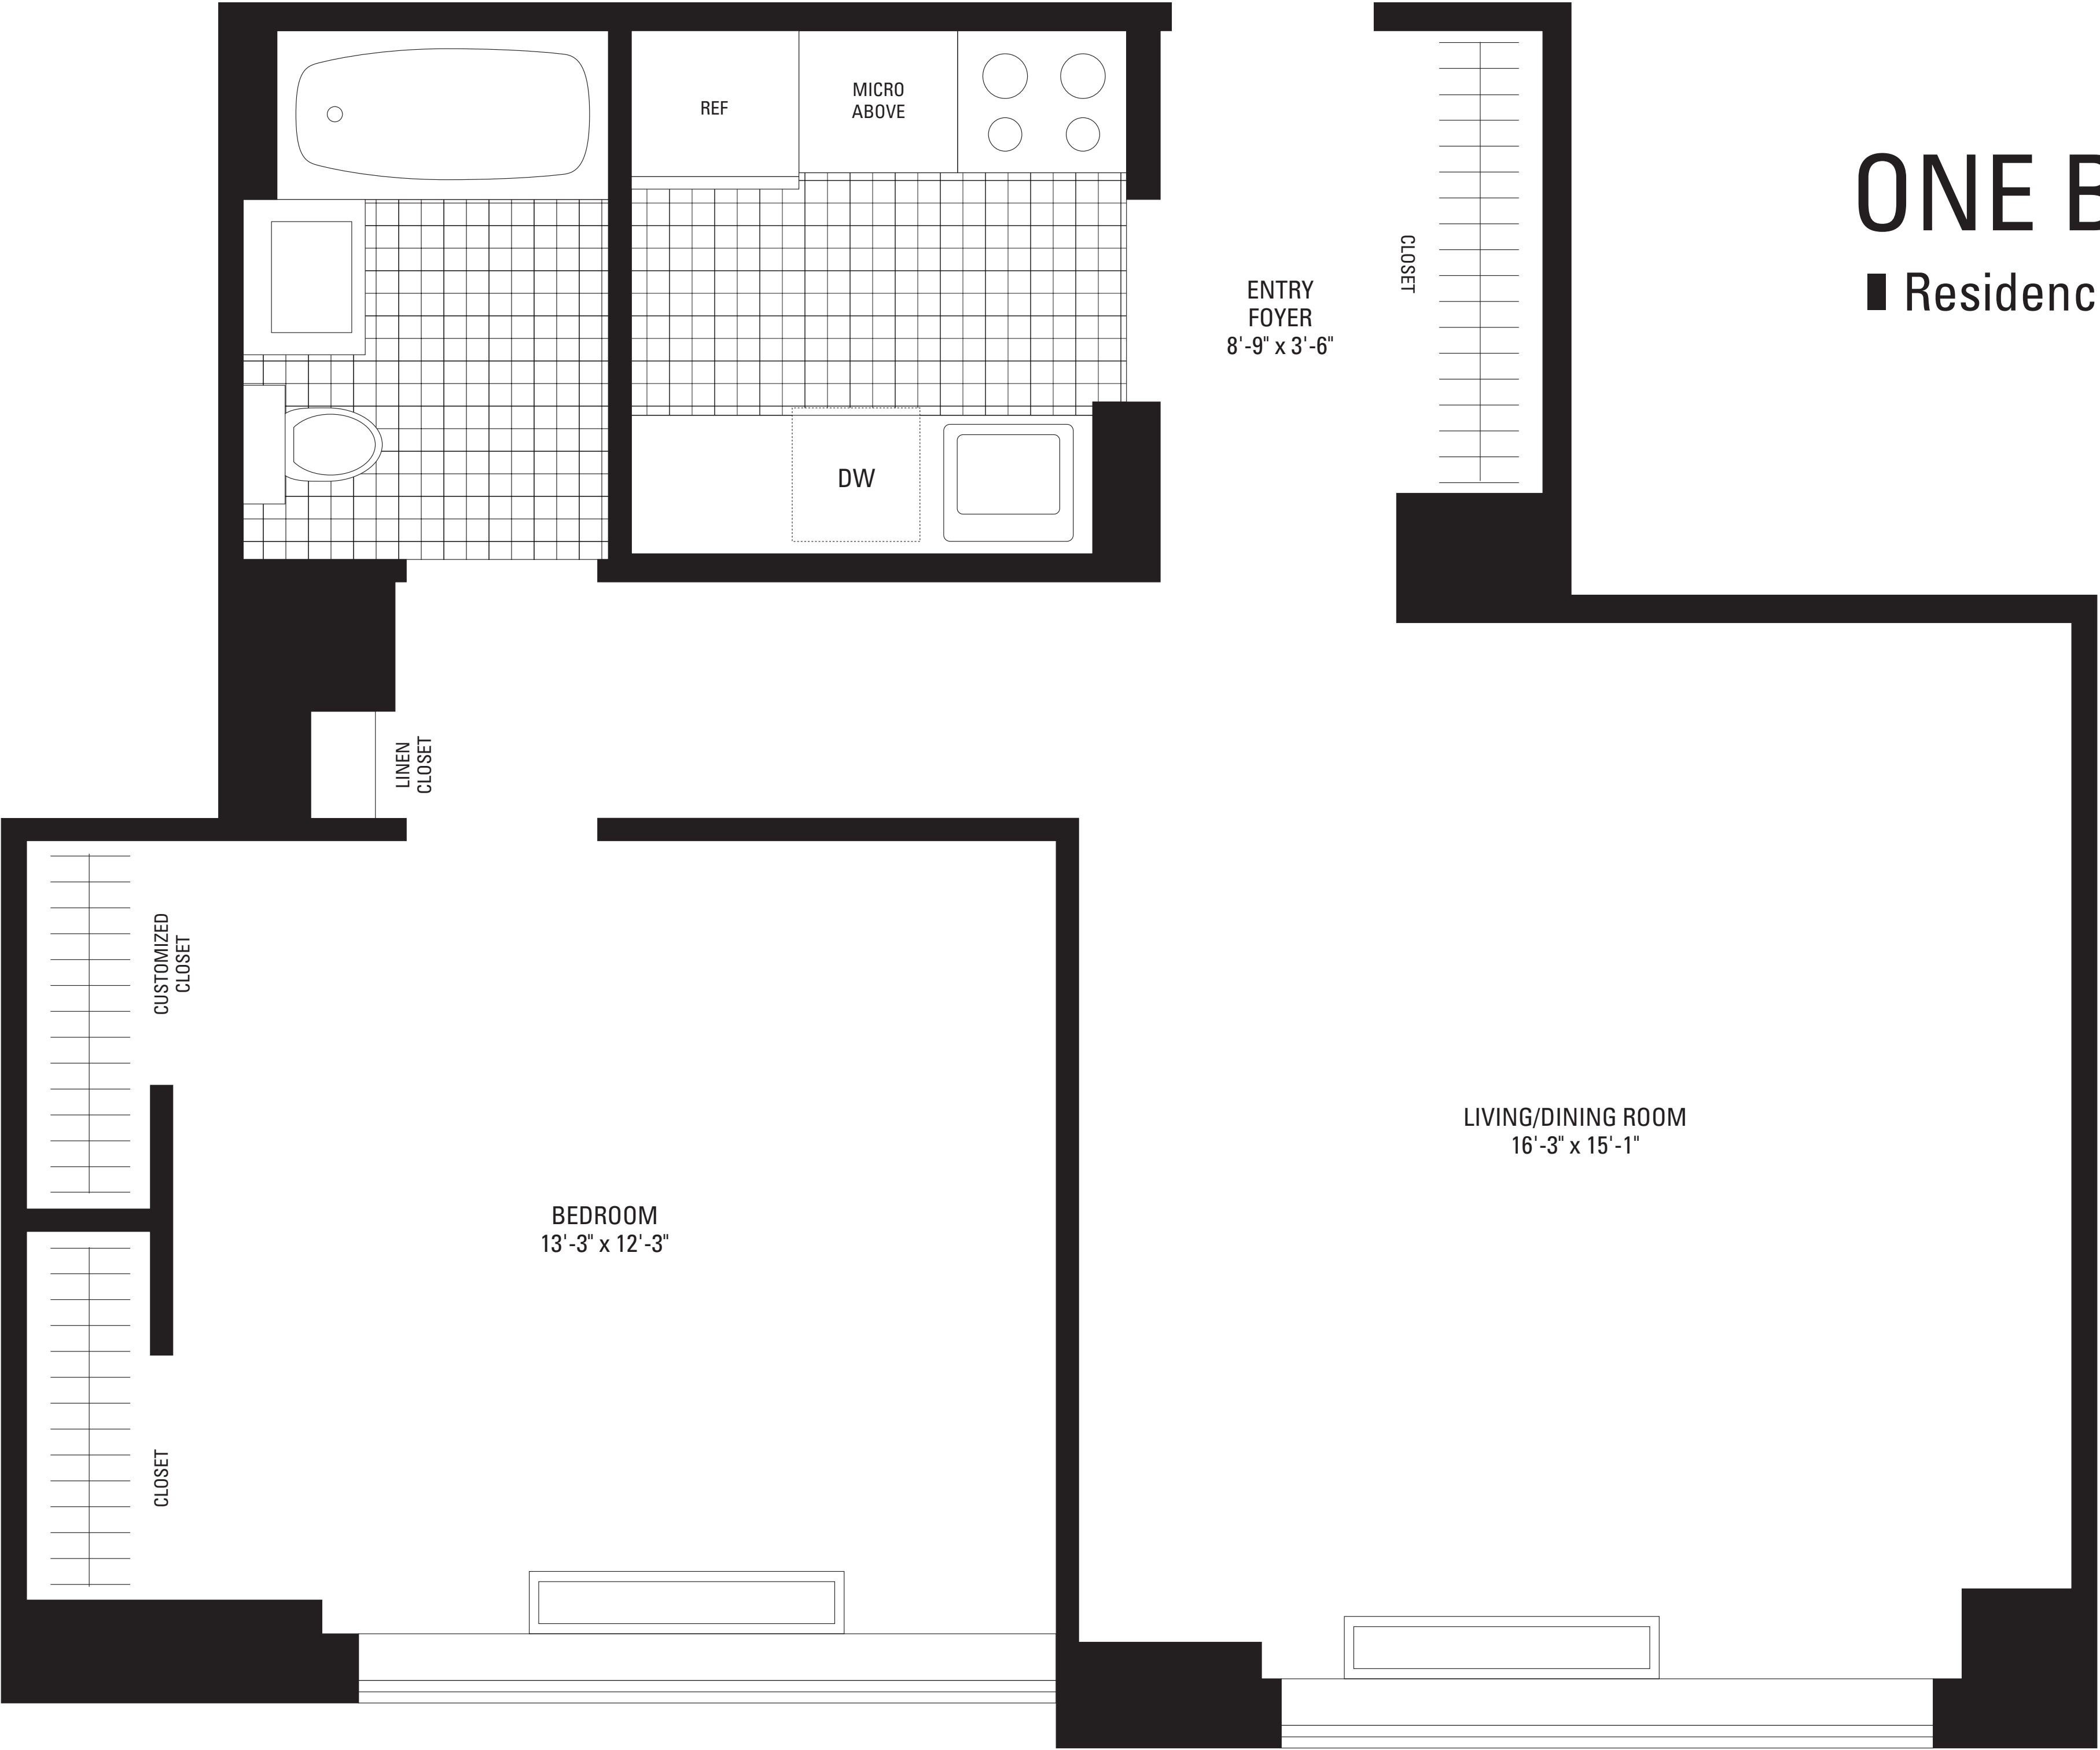 REF
MICRO
ABOVE
ENTRY
FOYER
8'-9" x 3'-6"
CLOSET
ONE
Residenc
DW
LINEN
CLOSET
CUSTOMIZED
CLOSET
LIVING/DINING ROOM
16'-3" x 15'-1"
BEDROOM
13'-3" x 12'-3"
CLOSET